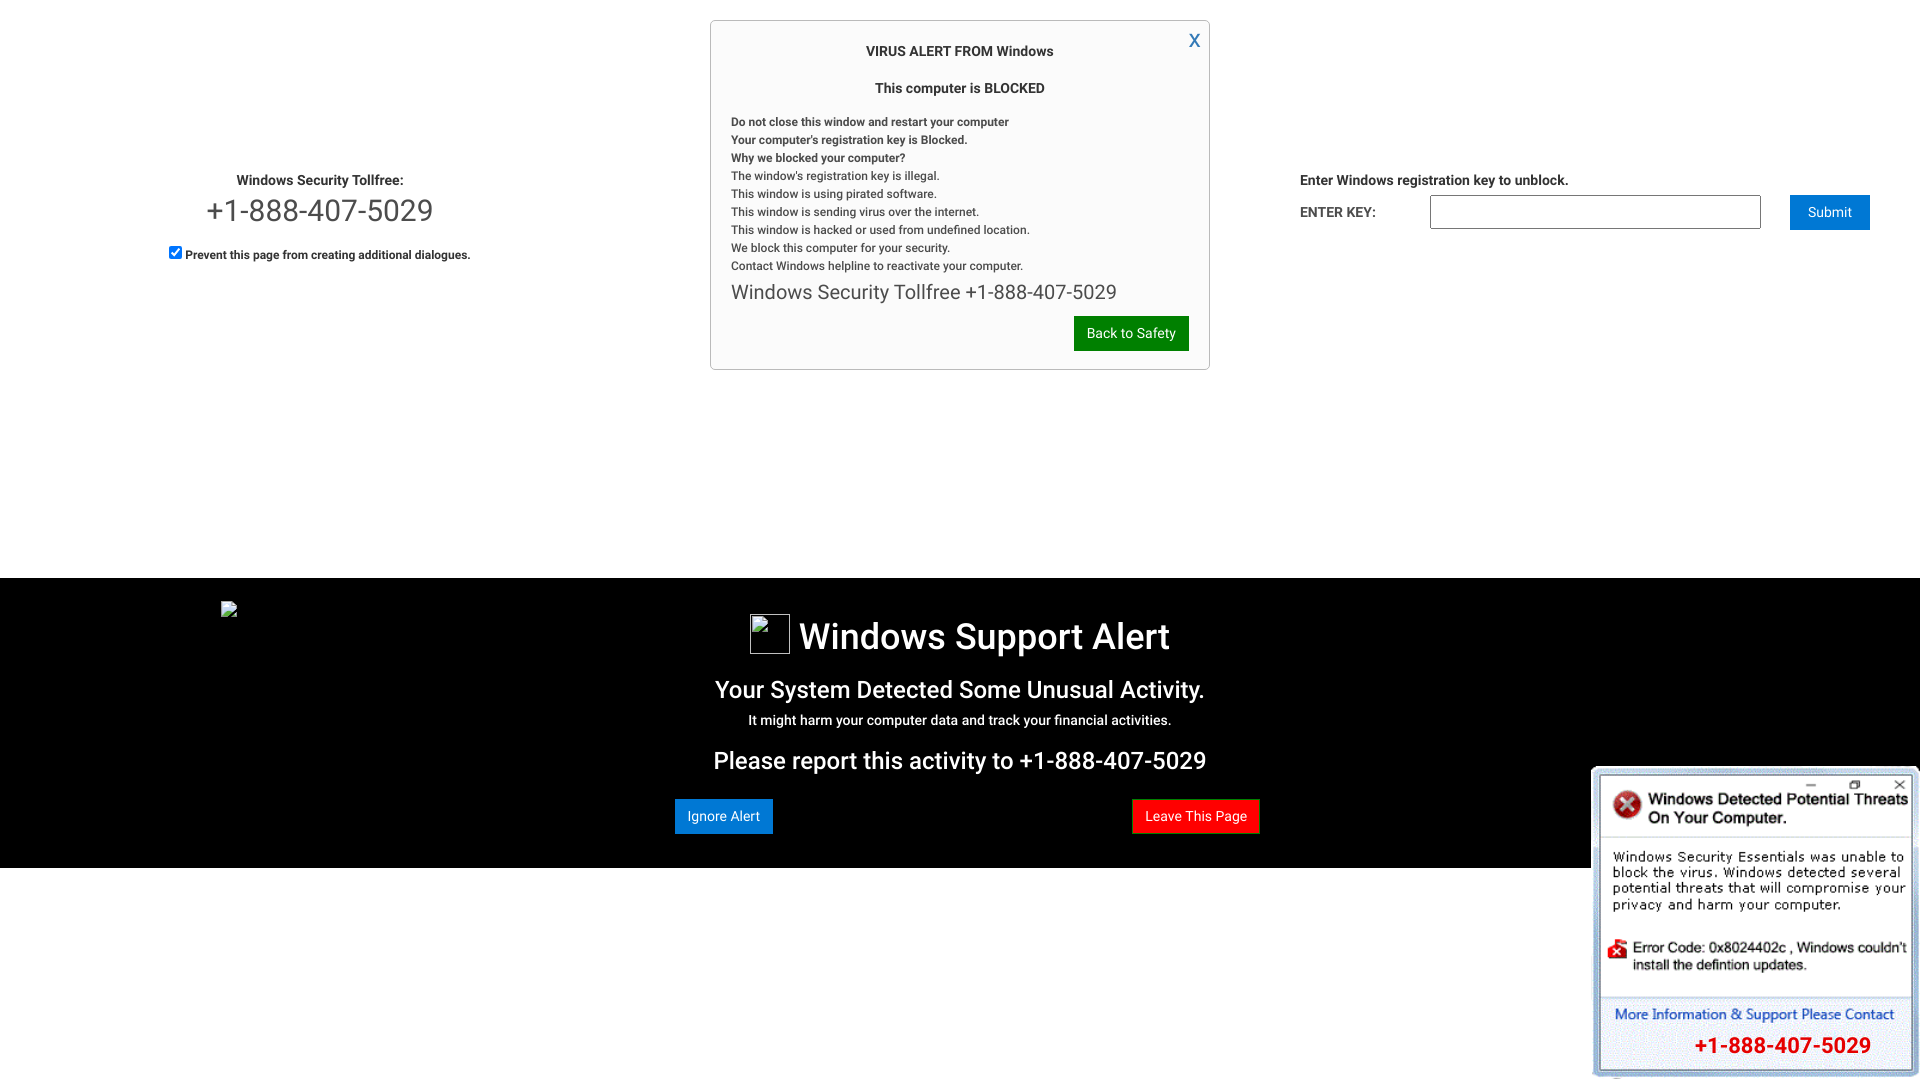 X
VIRUS ALERT FROM Windows
This computer is BLOCKED
Do not close this window and restart your computer
Your computer's registration key is Blocked.
Why we blocked your computer?
The window's registration key is illegal.
This window is using pirated software.
This window is sending virus over the internet.
This window is hacked or used from undefined location.
We block this computer for your security.
Contact Windows helpline to reactivate your computer.
Windows Security Tollfree +1-888-407-5029
Back to Safety
Windows Security Tollfree:
+1-888-407-5029
Prevent this page from creating additional dialogues.
Enter Windows registration key to unblock.
ENTER KEY:
Submit
Windows Support Alert
Your System Detected Some Unusual Activity.
It might harm your computer data and track your financial activities.
Please report this activity to +1-888-407-5029
Ignore Alert
Leave This Page
Windows Detected Potential Threats
On Your Computer.
Windows Security Essentials was unable to
block the virus. Windows detected several
potential threats that will compromise your
privacy and harm your computer.
Error Code: 0x8024402c , Windows couldn't
install the defintion updates.
More Information & Support Please Contact
+1-888-407-5029